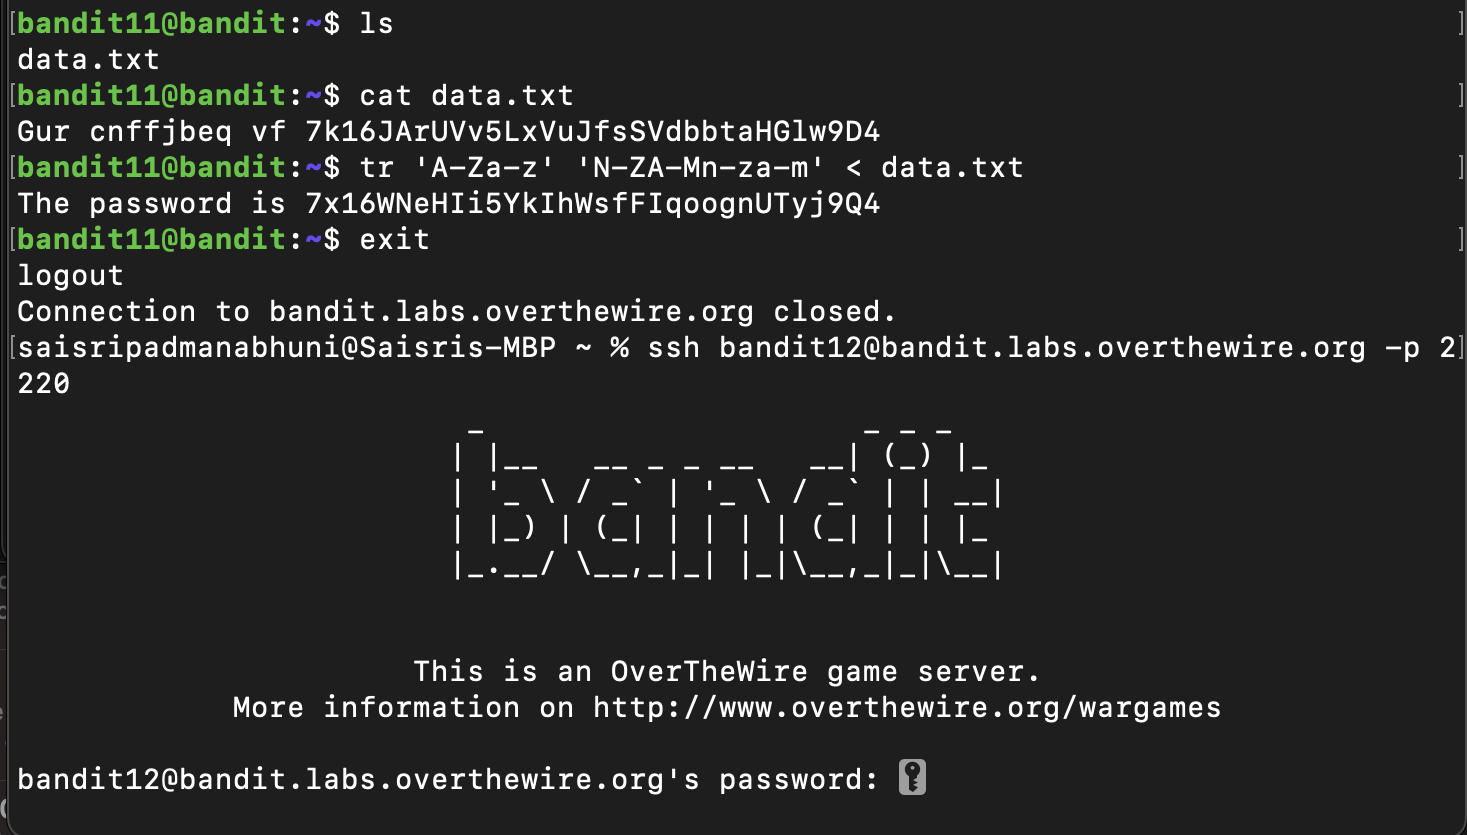 [bandit11@bandit:~$ ls ]
data.txt
[bandit11@bandit:~$ cat data.txt ]
Gur cnffjbeq vf 7k16JArUVv5LxVuJfsSVdbbtaHGlw9D4
[bandit11@bandit:~$ tr 'A-Za-z' 'N-ZA-Mn-za-m' < data.txt ]
The password is 7x16WNeHIi5YkIhWsfFIqoognUTyj9Q4
[bandit11@bandit:~$ exit ]
logout
Connection to bandit.labs.overthewire.org closed.
[saisripadmanabhuni@Saisris-MBP ~ % ssh bandit12@bandit.labs.overthewire.org -p 2]
220
bandit
This is an OverTheWire game server.
More information on http://www.overthewire.org/wargames
bandit12@bandit.labs.overthewire.org's password: